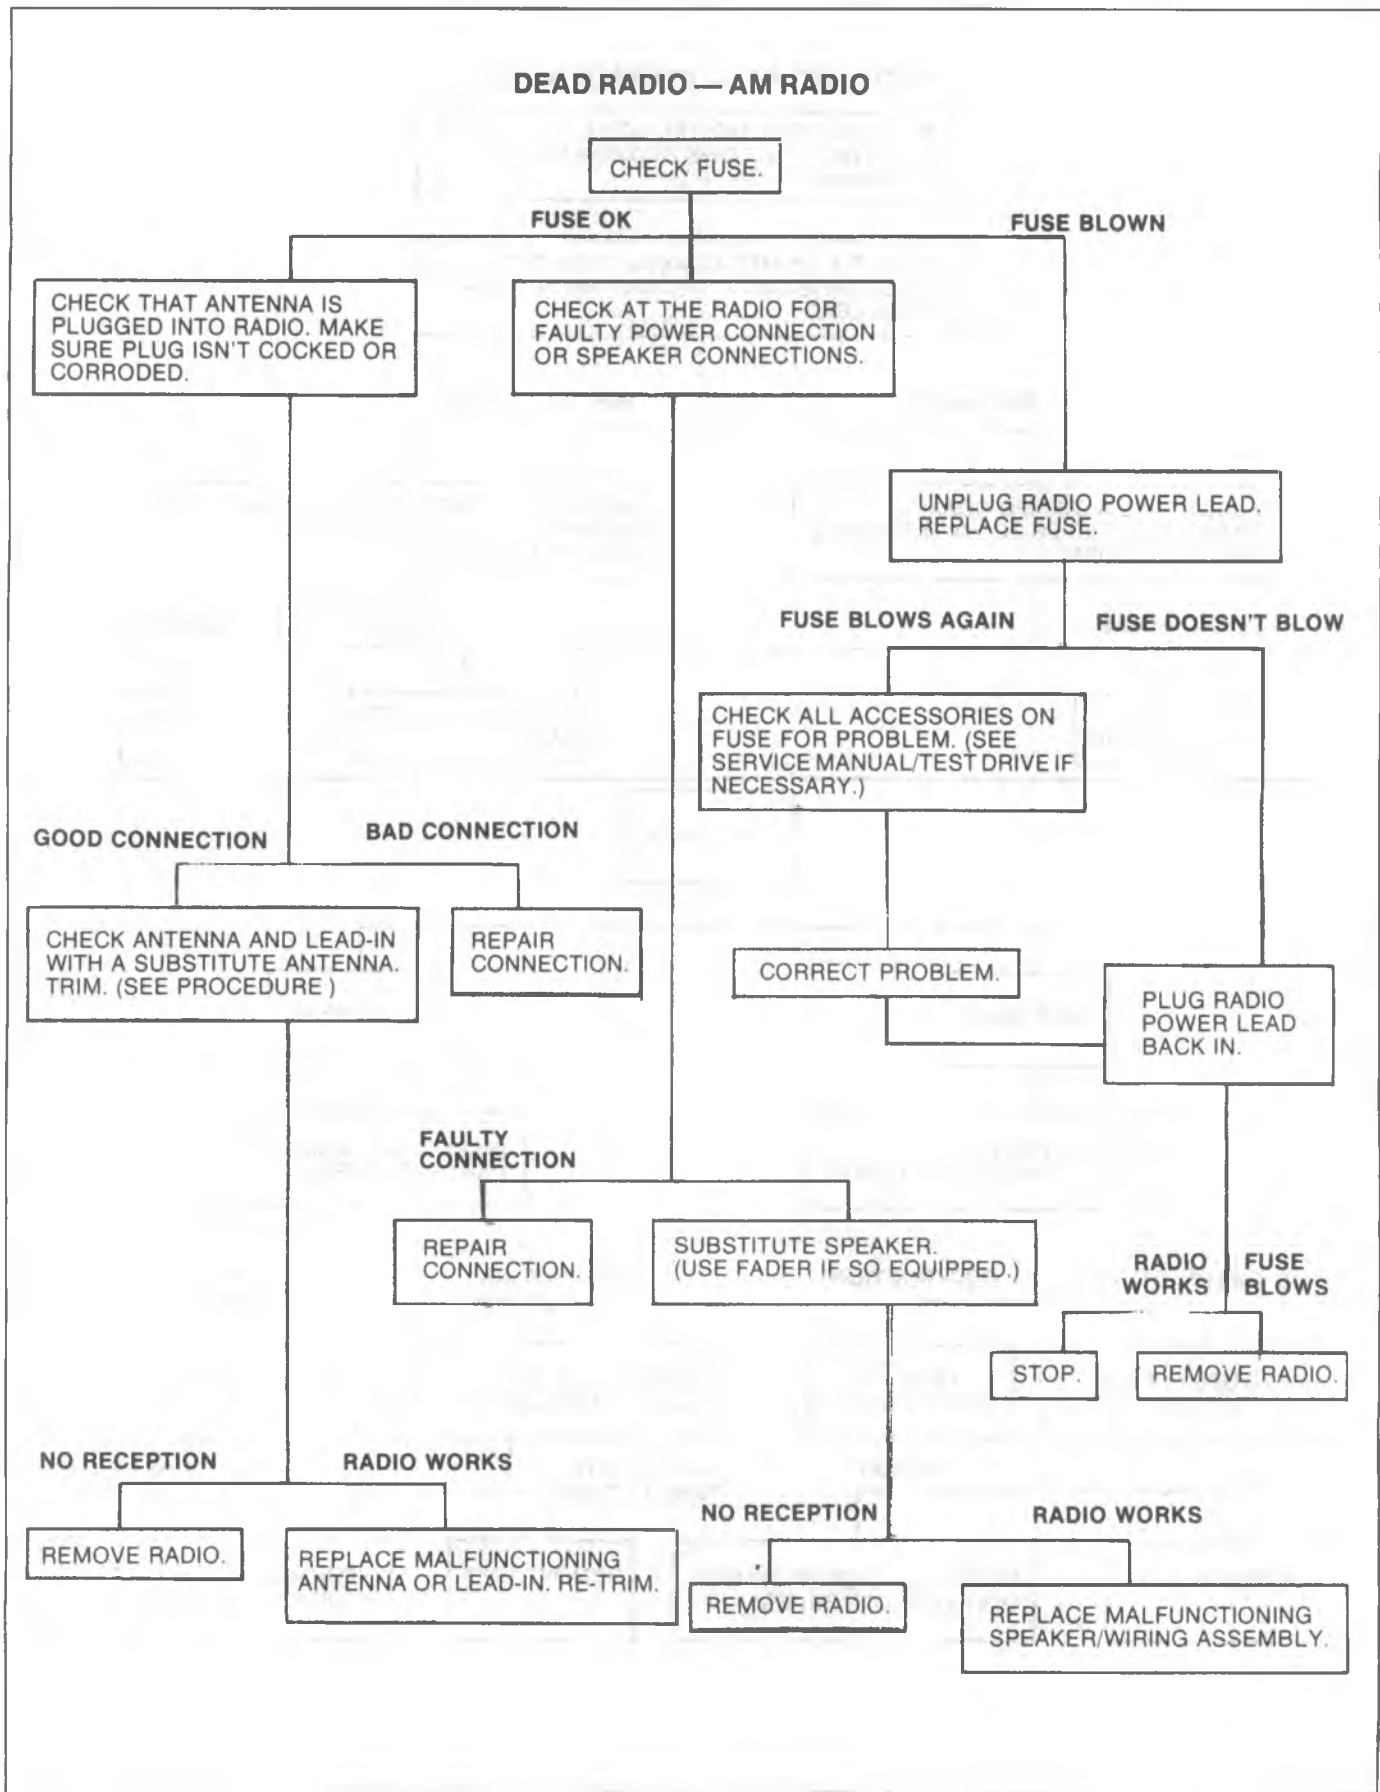 DEAD RADIO — AM RADIO
CHECK FUSE.
FUSE OK
FUSE BLOWN
CHECK THAT ANTENNA IS
PLUGGED INTO RADIO. MAKE
SURE PLUG ISN'T COCKED OR
CORRODED.
CHECK AT THE RADIO FOR
FAULTY POWER CONNECTION
OR SPEAKER CONNECTIONS.
UNPLUG RADIO POWER LEAD.
REPLACE FUSE.
FUSE BLOWS AGAIN
FUSE DOESN'T BLOW
CHECK ALL ACCESSORIES ON
FUSE FOR PROBLEM. (SEE
SERVICE MANUAL/TEST DRIVE IF
NECESSARY.)
GOOD CONNECTION
BAD CONNECTION
CHECK ANTENNA AND LEAD-IN
WITH A SUBSTITUTE ANTENNA.
TRIM. (SEE PROCEDURE )
REPAIR
CONNECTION.
CORRECT PROBLEM.
PLUG RADIO
POWER LEAD
BACK IN.
FAULTY
CONNECTION
REPAIR
CONNECTION.
SUBSTITUTE SPEAKER.
(USE FADER IF SO EQUIPPED.)
RADIO
WORKS
FUSE
BLOWS
STOP.
REMOVE RADIO.
NO RECEPTION
RADIO WORKS
REMOVE RADIO.
REPLACE MALFUNCTIONING
ANTENNA OR LEAD-IN. RE-TRIM.
NO RECEPTION
RADIO WORKS
REMOVE RADIO.
REPLACE MALFUNCTIONING
SPEAKER/WIRING ASSEMBLY.